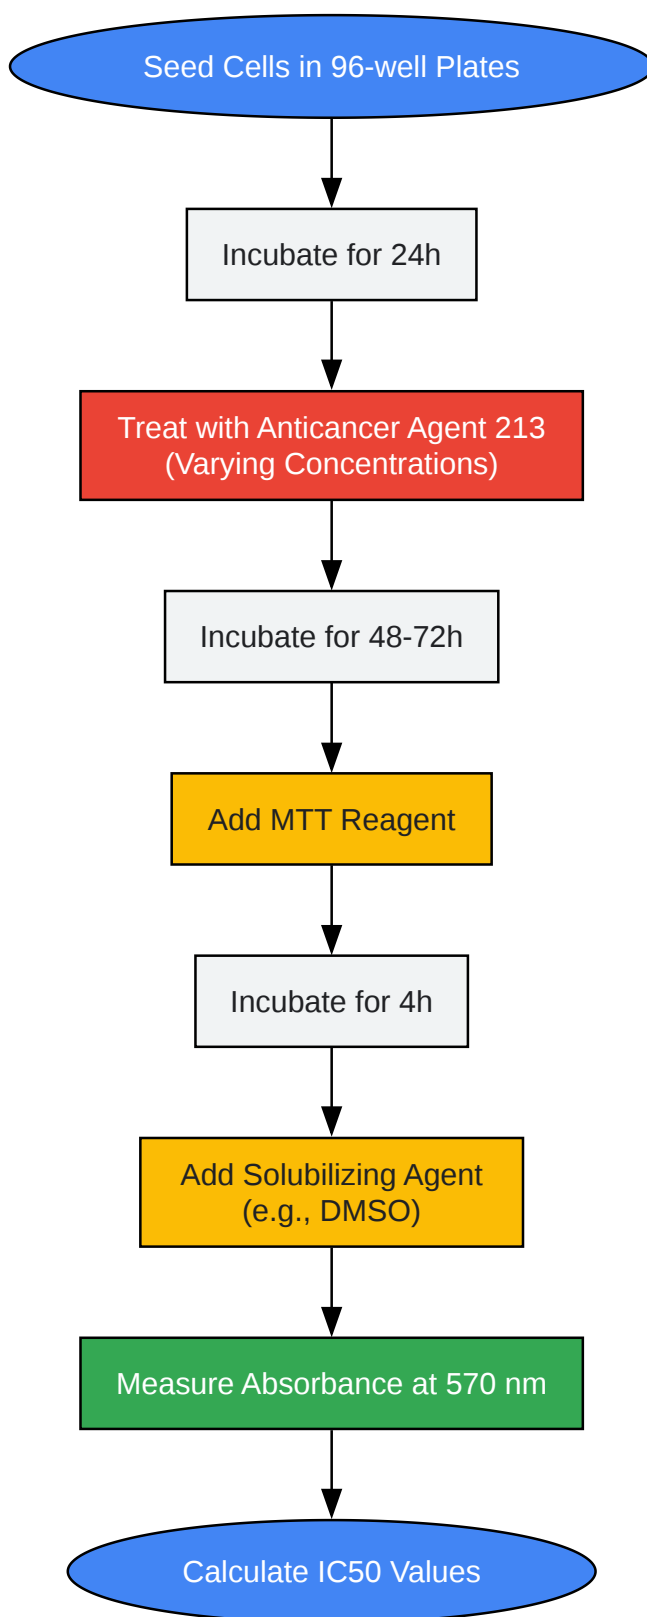 Seed Cells in 96-well Plates
Incubate for 24h
Treat with Anticancer Agent 213
(Varying Concentrations)
Incubate for 48-72h
Add MTT Reagent
Incubate for 4h
Add Solubilizing Agent
(e.g., DMSO)
Measure Absorbance at 570 nm
Calculate IC50 Values